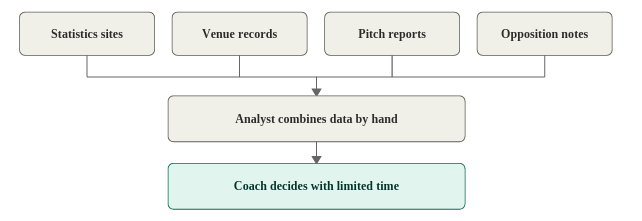 Statistics sites
Venue records
Pitch reports
Opposition notes
Analyst combines data by hand
Coach decides with limited time